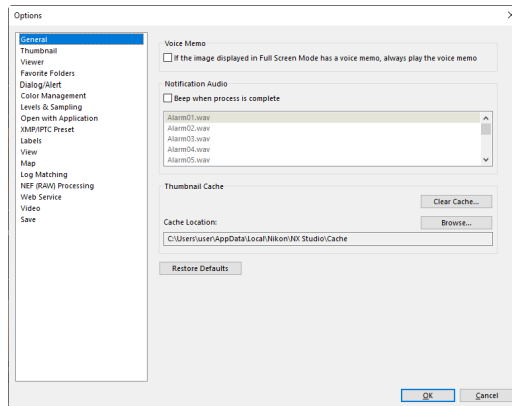 Options
General
Thumbnail
Viewer
Favorite Folders
Dialog/Alert
Color Management
Levels & Sampling
Open with Application
XMP/IPTC Preset
Labels
View
Map
Log Matching
NEF (RAW) Processing
Web Service
Video
Save
Voice Memo
If the image displayed in Full Screen Mode has a voice memo, always play the voice memo
Notification Audio
Beep when process is complete
Alarm01.wav
Alarm02.wav
Alarm03.wav
Alarm04.wav
Alarm05.wav
Thumbnail Cache
Clear Cache...
Cache Location:
Browse...
C:\Users\user\AppData\Local\Nikon\NX Studio\Cache
Restore Defaults
OK
Cancel